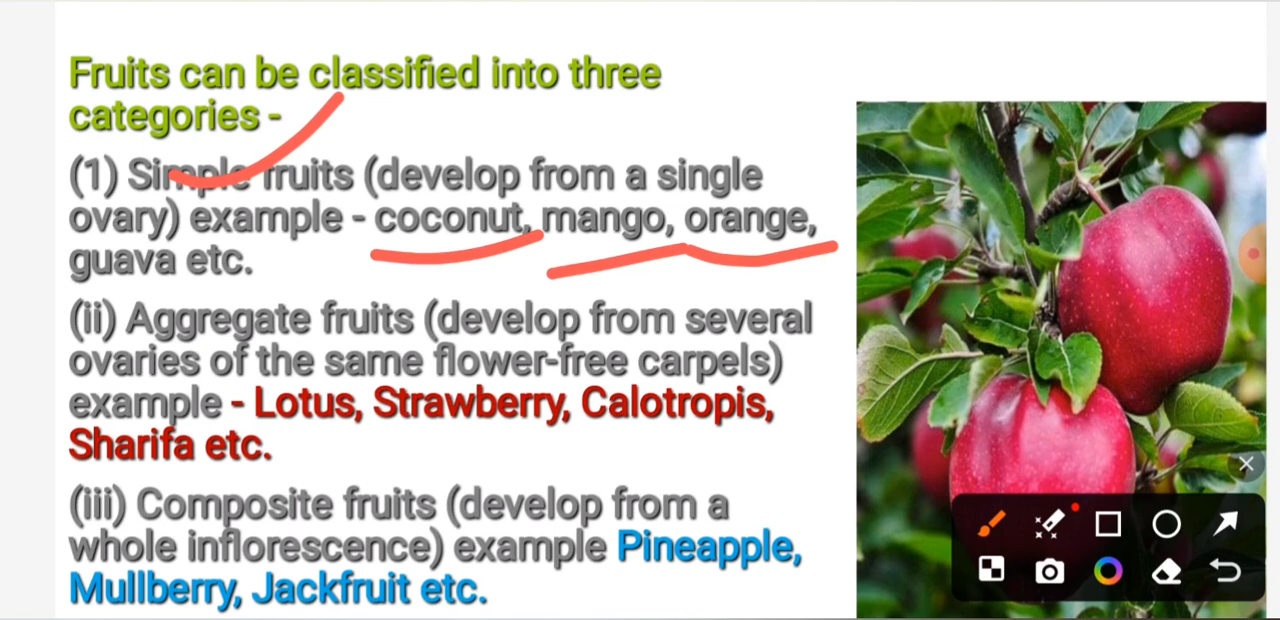 Fruits can be classified into three
categories -
(1) Simple fruits (develop from a single
ovary) example - coconut, mango, orange,
guava etc.
(ii) Aggregate fruits (develop from several
ovaries of the same flower-free carpels)
example - Lotus, Strawberry, Calotropis,
Sharifa etc.
(iii) Composite fruits (develop from a
whole inflorescence) example Pineapple,
Mullberry, Jackfruit etc.